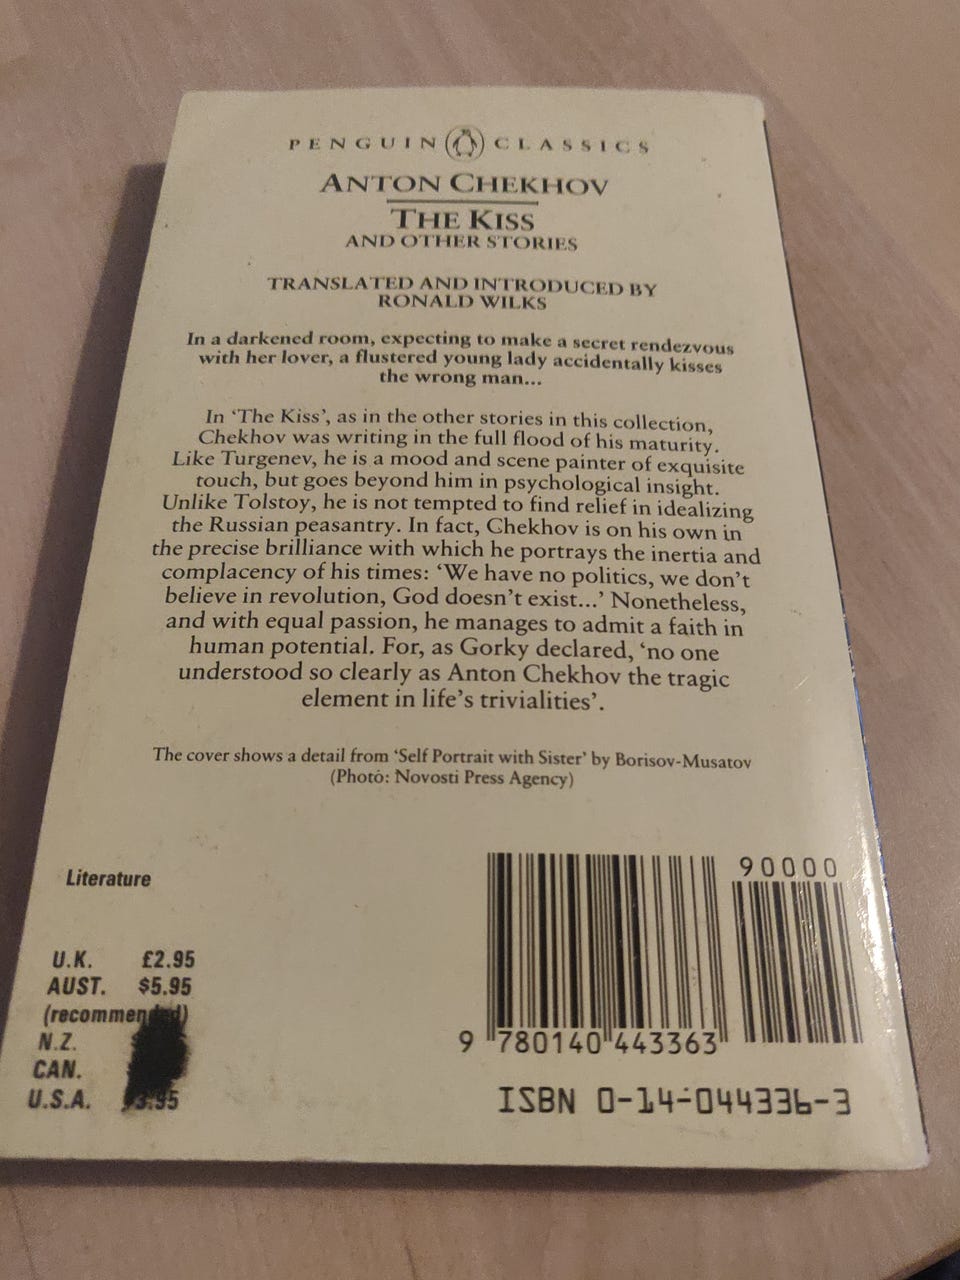 PENGUIN CLASSICS
ANTON CHEKHOV
THE KISS
AND OTHER STORIES
TRANSLATED AND INTRODUCED BY
RONALD WILKS
In a darkened room, expecting to make a secret rendezvous
with her lover, a flustered young lady accidentally kisses
the wrong man...
In ‘The Kiss’, as in the other stories in this collection,
Chekhov was writing in the full flood of his maturity.
Like Turgenev, he is a mood and scene painter of exquisite
touch, but goes beyond him in psychological insight.
Unlike Tolstoy, he is not tempted to find relief in idealizing
the Russian peasantry. In fact, Chekhov is on his own in
the precise brilliance with which he portrays the inertia and
complacency of his times: ‘We have no politics, we don’t
believe in revolution, God doesn’t exist...’ Nonetheless,
and with equal passion, he manages to admit a faith in
human potential. For, as Gorky declared, ‘no one
understood so clearly as Anton Chekhov the tragic
element in life’s trivialities’.
The cover shows a detail from ‘Self Portrait with Sister’ by Borisov-Musatov
(Photo: Novosti Press Agency)
Literature
90000
U.K. £2.95
AUST. $5.95
(recommended)
N.Z.
CAN.
U.S.A. $3.95
9 780140 443363
ISBN 0-14-044336-3